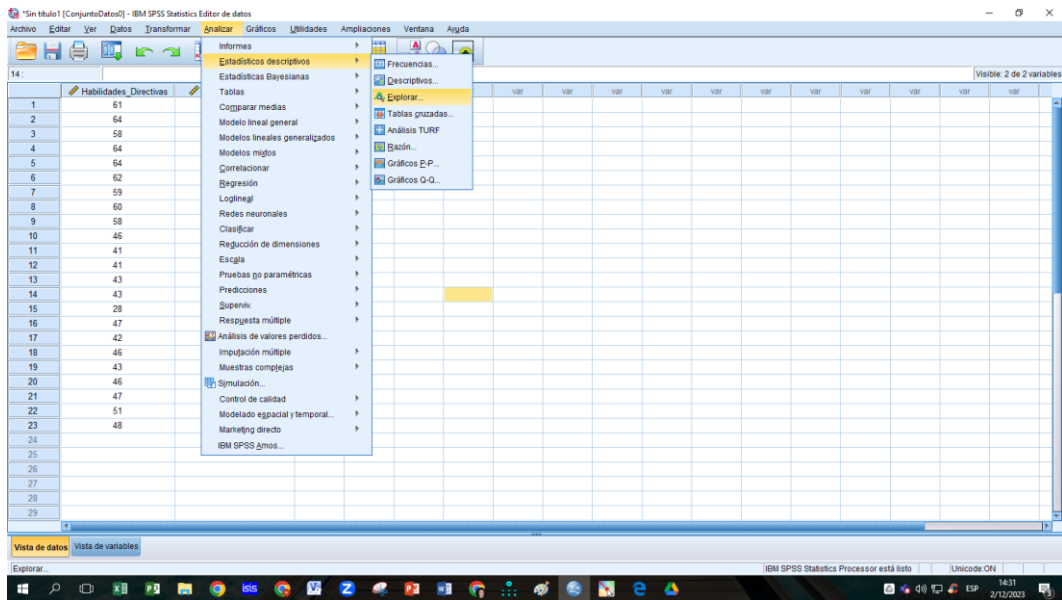 *Sin título1 [ConjuntoDatos0] - IBM SPSS Statistics Editor de datos
Archivo Editar Ver Datos Transformar Analizar Gráficos Utilidades Ampliaciones Ventana Ayuda
14 :
Visible: 2 de 2 variables
Habilidades_Directivas var var var var var var var var var var var
1 61
2 64
3 58
4 64
5 64
6 62
7 59
8 60
9 58
10 46
11 41
12 41
13 43
14 43
15 28
16 47
17 42
18 46
19 43
20 46
21 47
22 51
23 48
24
25
26
27
28
29
Informes
Estadísticos descriptivos
Estadísticas Bayesianas
Tablas
Comparar medias
Modelo lineal general
Modelos lineales generalizados
Modelos mixtos
Correlacionar
Regresión
Loglineal
Redes neuronales
Clasificar
Reducción de dimensiones
Escala
Pruebas no paramétricas
Predicciones
Superviv.
Respuesta múltiple
Análisis de valores perdidos...
Imputación múltiple
Muestras complejas
Simulación...
Control de calidad
Modelado espacial y temporal...
Marketing directo
IBM SPSS Amos...
Frecuencias...
Descriptivos...
Explorar...
Tablas cruzadas...
Análisis TURF
Razón...
Gráficos P-P...
Gráficos Q-Q...
Vista de datos Vista de variables
Explorar... IBM SPSS Statistics Processor está listo Unicode:ON
isis
ESP
14:31
2/12/2023